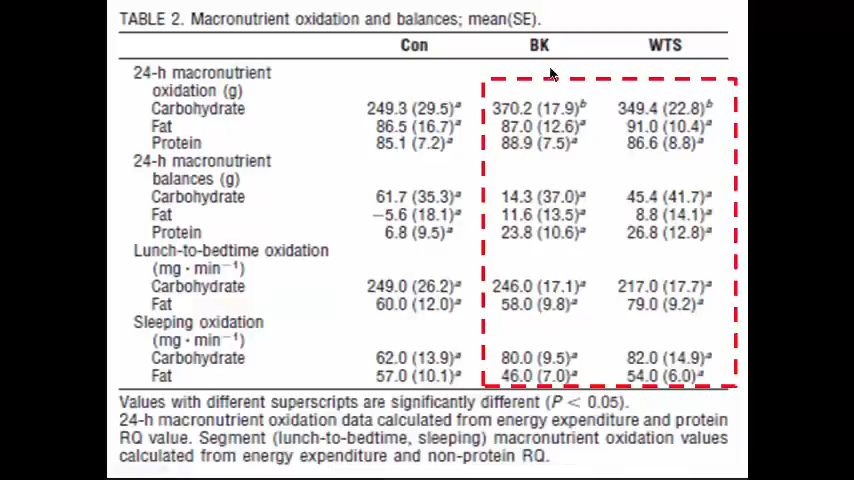 TABLE 2. Macronutrient oxidation and balances; mean(SE).
Con BK WTS
24-h macronutrient
oxidation (g)
Carbohydrate 249.3 (29.5)a 370.2 (17.9)b 349.4 (22.8)b
Fat 86.5 (16.7)a 87.0 (12.6)a 91.0 (10.4)a
Protein 85.1 (7.2)a 88.9 (7.5)a 86.6 (8.8)a
24-h macronutrient
balances (g)
Carbohydrate 61.7 (35.3)a 14.3 (37.0)a 45.4 (41.7)a
Fat −5.6 (18.1)a 11.6 (13.5)a 8.8 (14.1)a
Protein 6.8 (9.5)a 23.8 (10.6)a 26.8 (12.8)a
Lunch-to-bedtime oxidation
(mg · min−1)
Carbohydrate 249.0 (26.2)a 246.0 (17.1)a 217.0 (17.7)a
Fat 60.0 (12.0)a 58.0 (9.8)a 79.0 (9.2)a
Sleeping oxidation
(mg · min−1)
Carbohydrate 62.0 (13.9)a 80.0 (9.5)a 82.0 (14.9)a
Fat 57.0 (10.1)a 46.0 (7.0)a 54.0 (6.0)a
Values with different superscripts are significantly different (P < 0.05).
24-h macronutrient oxidation data calculated from energy expenditure and protein
RQ value. Segment (lunch-to-bedtime, sleeping) macronutrient oxidation values
calculated from energy expenditure and non-protein RQ.